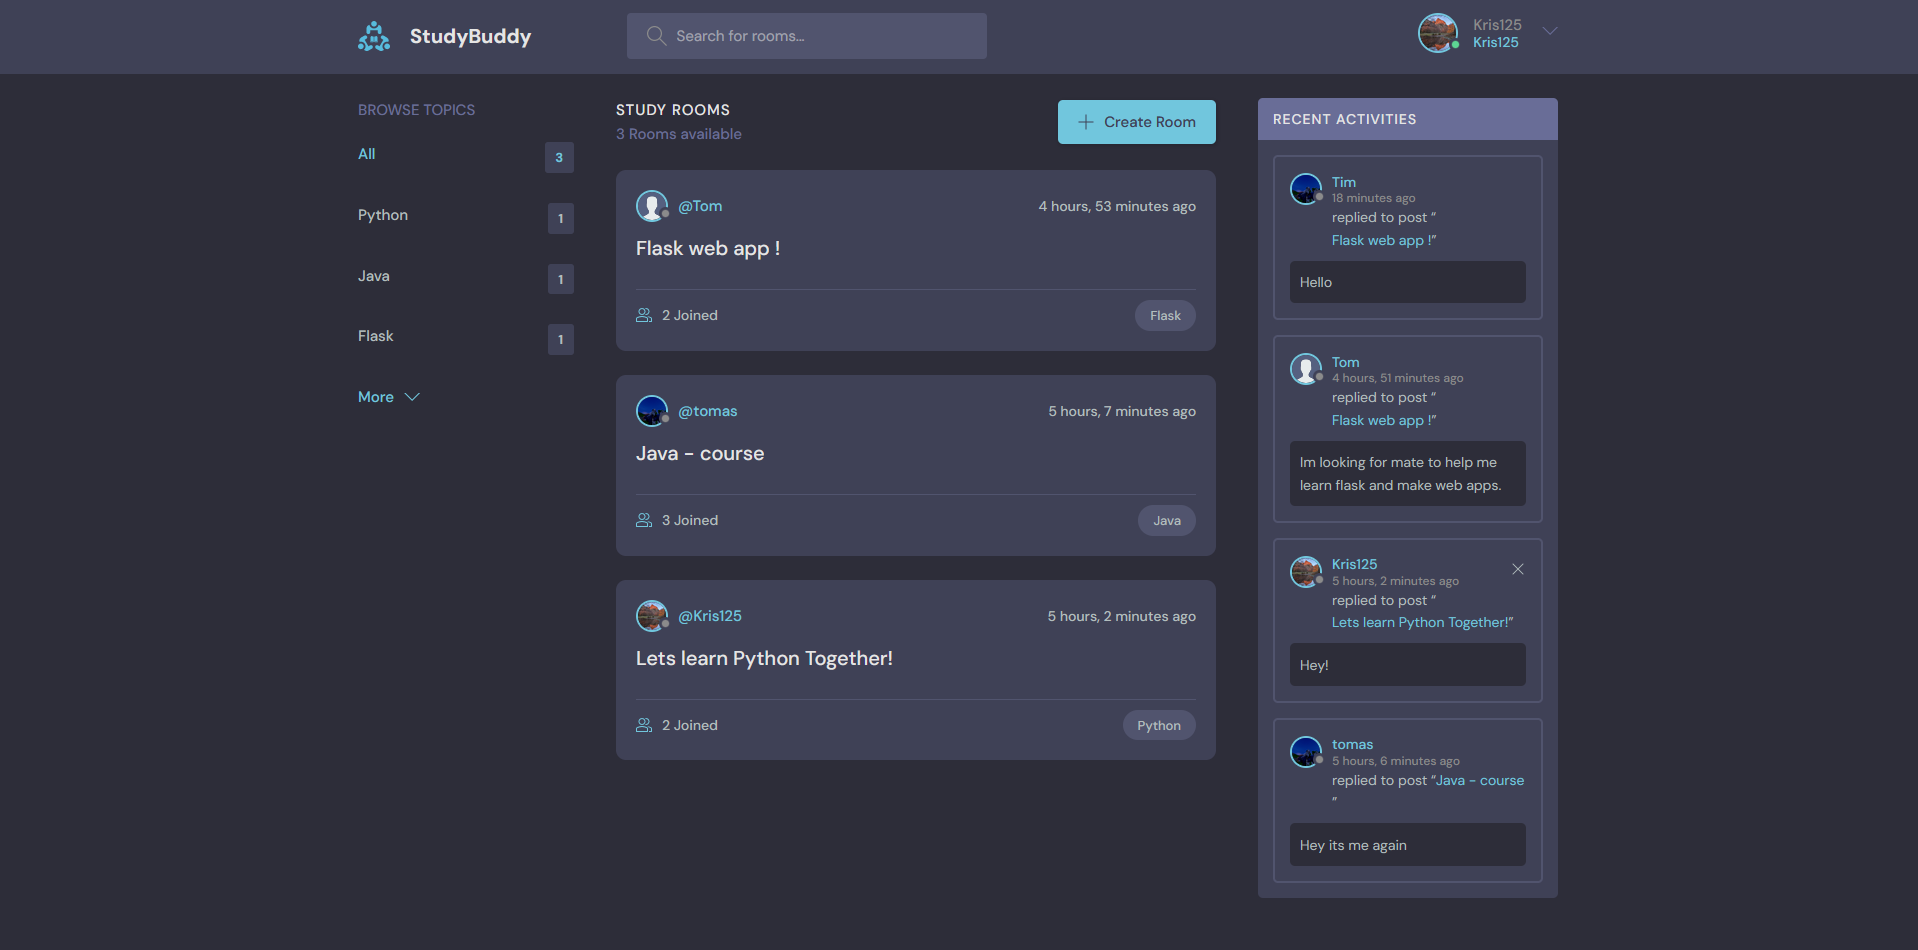 StudyBuddy
Search for rooms...
Kris125
Kris125
BROWSE TOPICS
All 3
Python 1
Java 1
Flask 1
More
STUDY ROOMS
3 Rooms available
Create Room
@Tom 4 hours, 53 minutes ago
Flask web app !
2 Joined Flask
@tomas 5 hours, 7 minutes ago
Java - course
3 Joined Java
@Kris125 5 hours, 2 minutes ago
Lets learn Python Together!
2 Joined Python
RECENT ACTIVITIES
Tim
18 minutes ago
replied to post “
Flask web app !”
Hello
Tom
4 hours, 51 minutes ago
replied to post “
Flask web app !”
Im looking for mate to help me
learn flask and make web apps.
Kris125
5 hours, 2 minutes ago
replied to post “
Lets learn Python Together!”
Hey!
tomas
5 hours, 6 minutes ago
replied to post “Java - course
”
Hey its me again